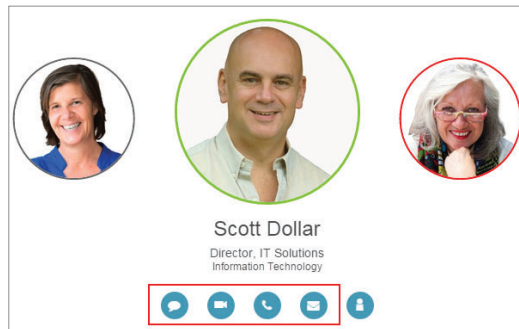 Scott Dollar
Director, IT Solutions
Information Technology